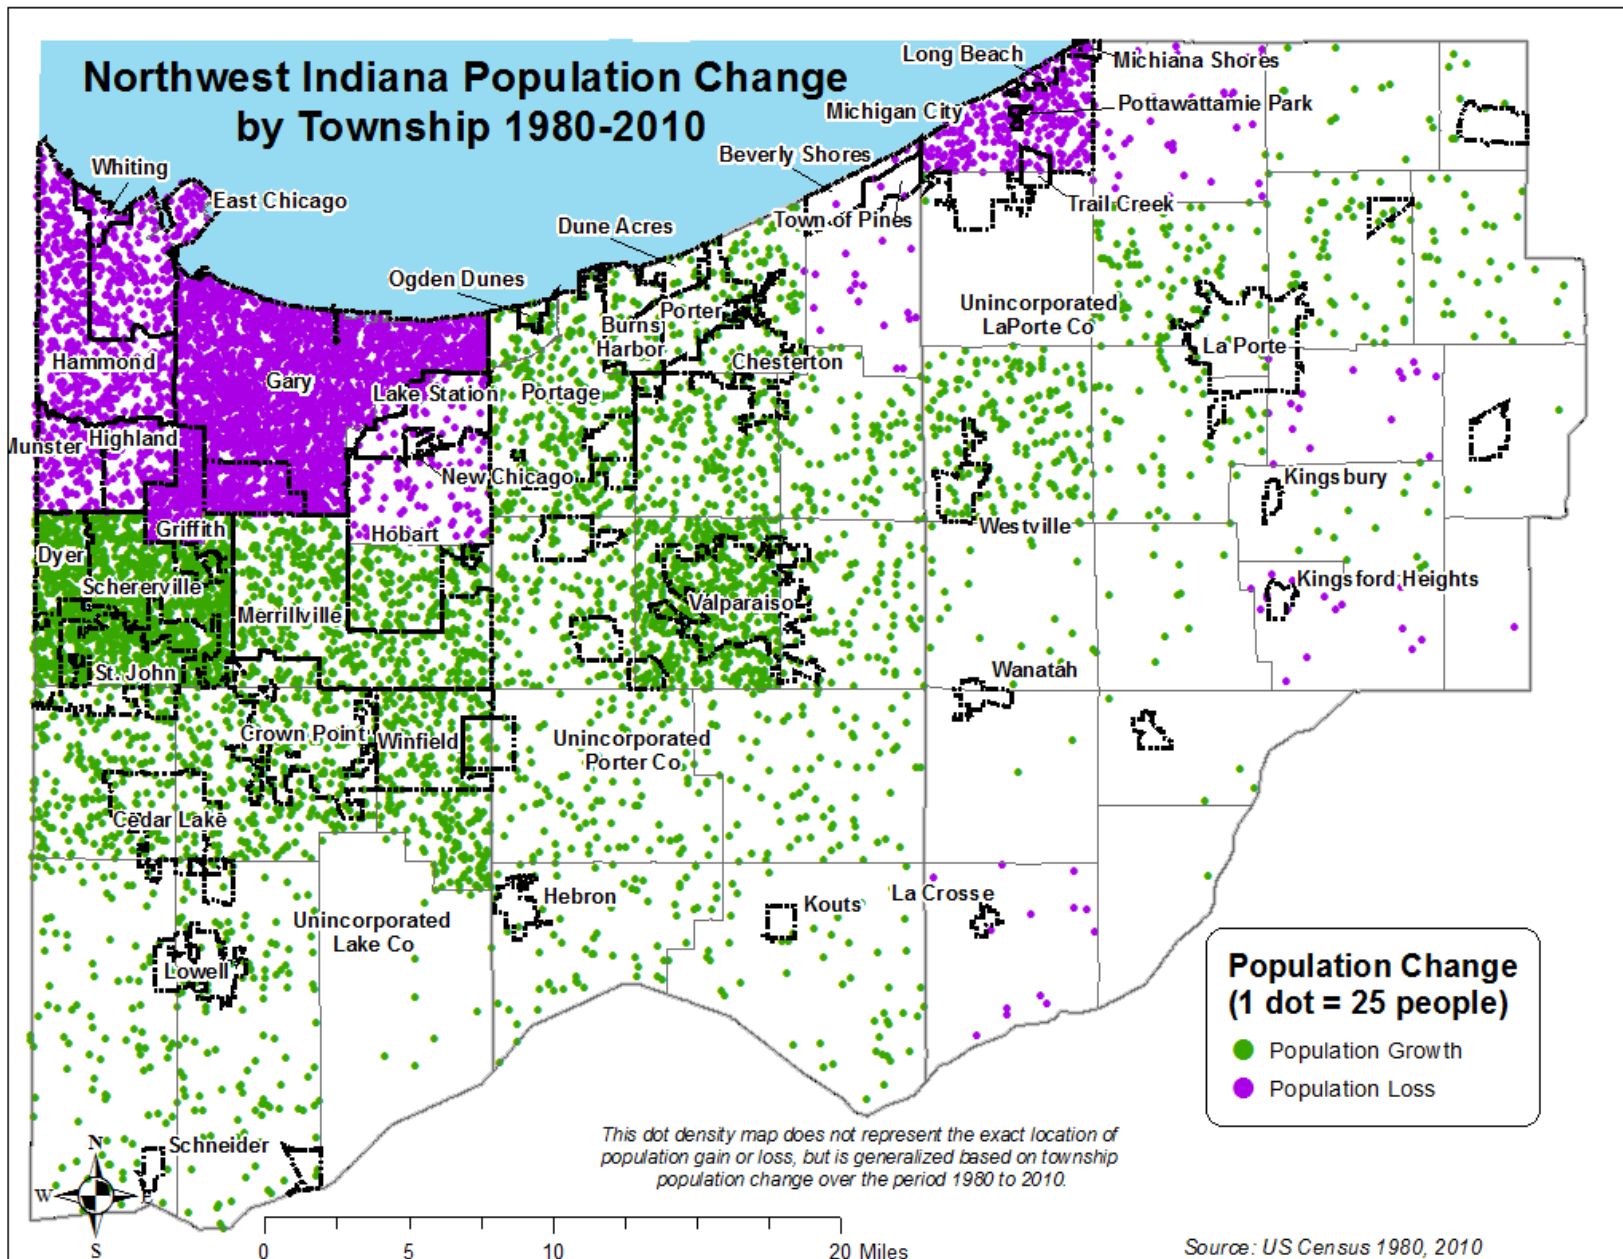 Northwest Indiana Population Change
by Township 1980-2010
Long Beach
Michiana Shores
Pottawattamie Park
Michigan City
Beverly Shores
Whiting
East Chicago
Trail Creek
Town of Pines
Dune Acres
Ogden Dunes
Porter
Burns
Harbor
Unincorporated
LaPorte Co
La Porte
Chesterton
Hammond
Gary
Lake Station
Portage
Munster
Highland
New Chicago
Kingsbury
Griffith
Hobart
Westville
Dyer
Schererville
Merrillville
Valparaiso
Kingsford Heights
St. John
Wanatah
Crown Point
Winfield
Unincorporated
Porter Co
Cedar Lake
Hebron
Kouts
La Crosse
Unincorporated
Lake Co
Lowell
Schneider
Population Change
(1 dot = 25 people)
Population Growth
Population Loss
This dot density map does not represent the exact location of
population gain or loss, but is generalized based on township
population change over the period 1980 to 2010.
N
W
E
S
0 5 10 20 Miles
Source: US Census 1980, 2010